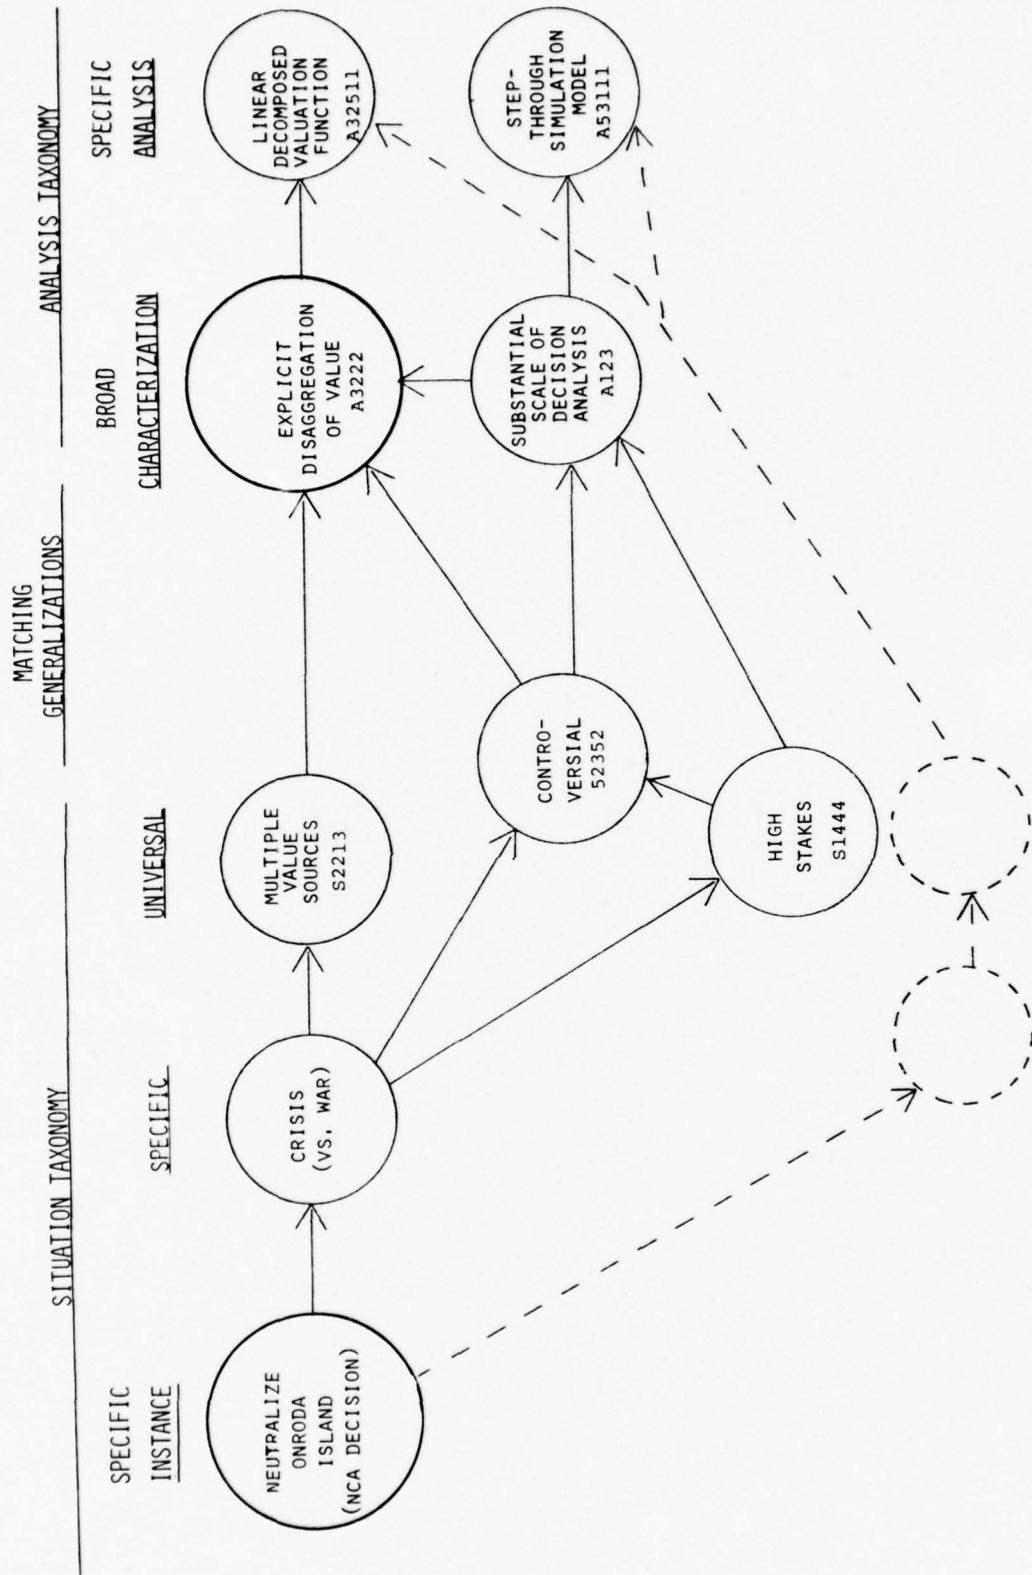 SITUATION TAXONOMY
MATCHING
GENERALIZATIONS
ANALYSIS TAXONOMY
SPECIFIC
INSTANCE
SPECIFIC
UNIVERSAL
BROAD
CHARACTERIZATION
SPECIFIC
ANALYSIS
NEUTRALIZE
ONRODA
ISLAND
(NCA DECISION)
CRISIS
(VS. WAR)
MULTIPLE
VALUE
SOURCES
S2213
EXPLICIT
DISAGGREGATION
OF VALUE
A3222
LINEAR
DECOMPOSED
VALUATION
FUNCTION
A32511
CONTRO-
VERSIAL
52352
SUBSTANTIAL
SCALE OF
DECISION
ANALYSIS
A123
STEP-
THROUGH
SIMULATION
MODEL
A53111
HIGH
STAKES
S1444